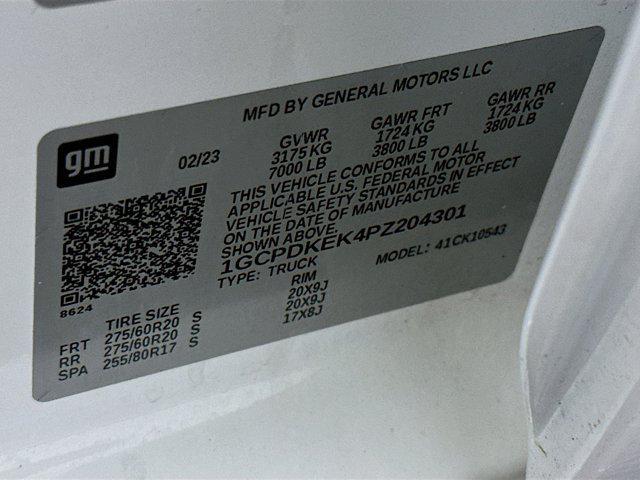 MFD BY GENERAL MOTORS LLC
gm
02/23
GVWR GAWR FRT GAWR RR
3175 KG 1724 KG 1724 KG
7000 LB 3800 LB 3800 LB
THIS VEHICLE CONFORMS TO ALL
APPLICABLE U.S. FEDERAL MOTOR
VEHICLE SAFETY STANDARDS IN EFFECT
ON THE DATE OF MANUFACTURE
SHOWN ABOVE.
1GCPDKEK4PZ204301
TYPE: TRUCK MODEL: 41CK10543
8624
TIRE SIZE RIM
FRT 275/60R20 S 20X9J
RR 275/60R20 S 20X9J
SPA 255/80R17 S 17X8J